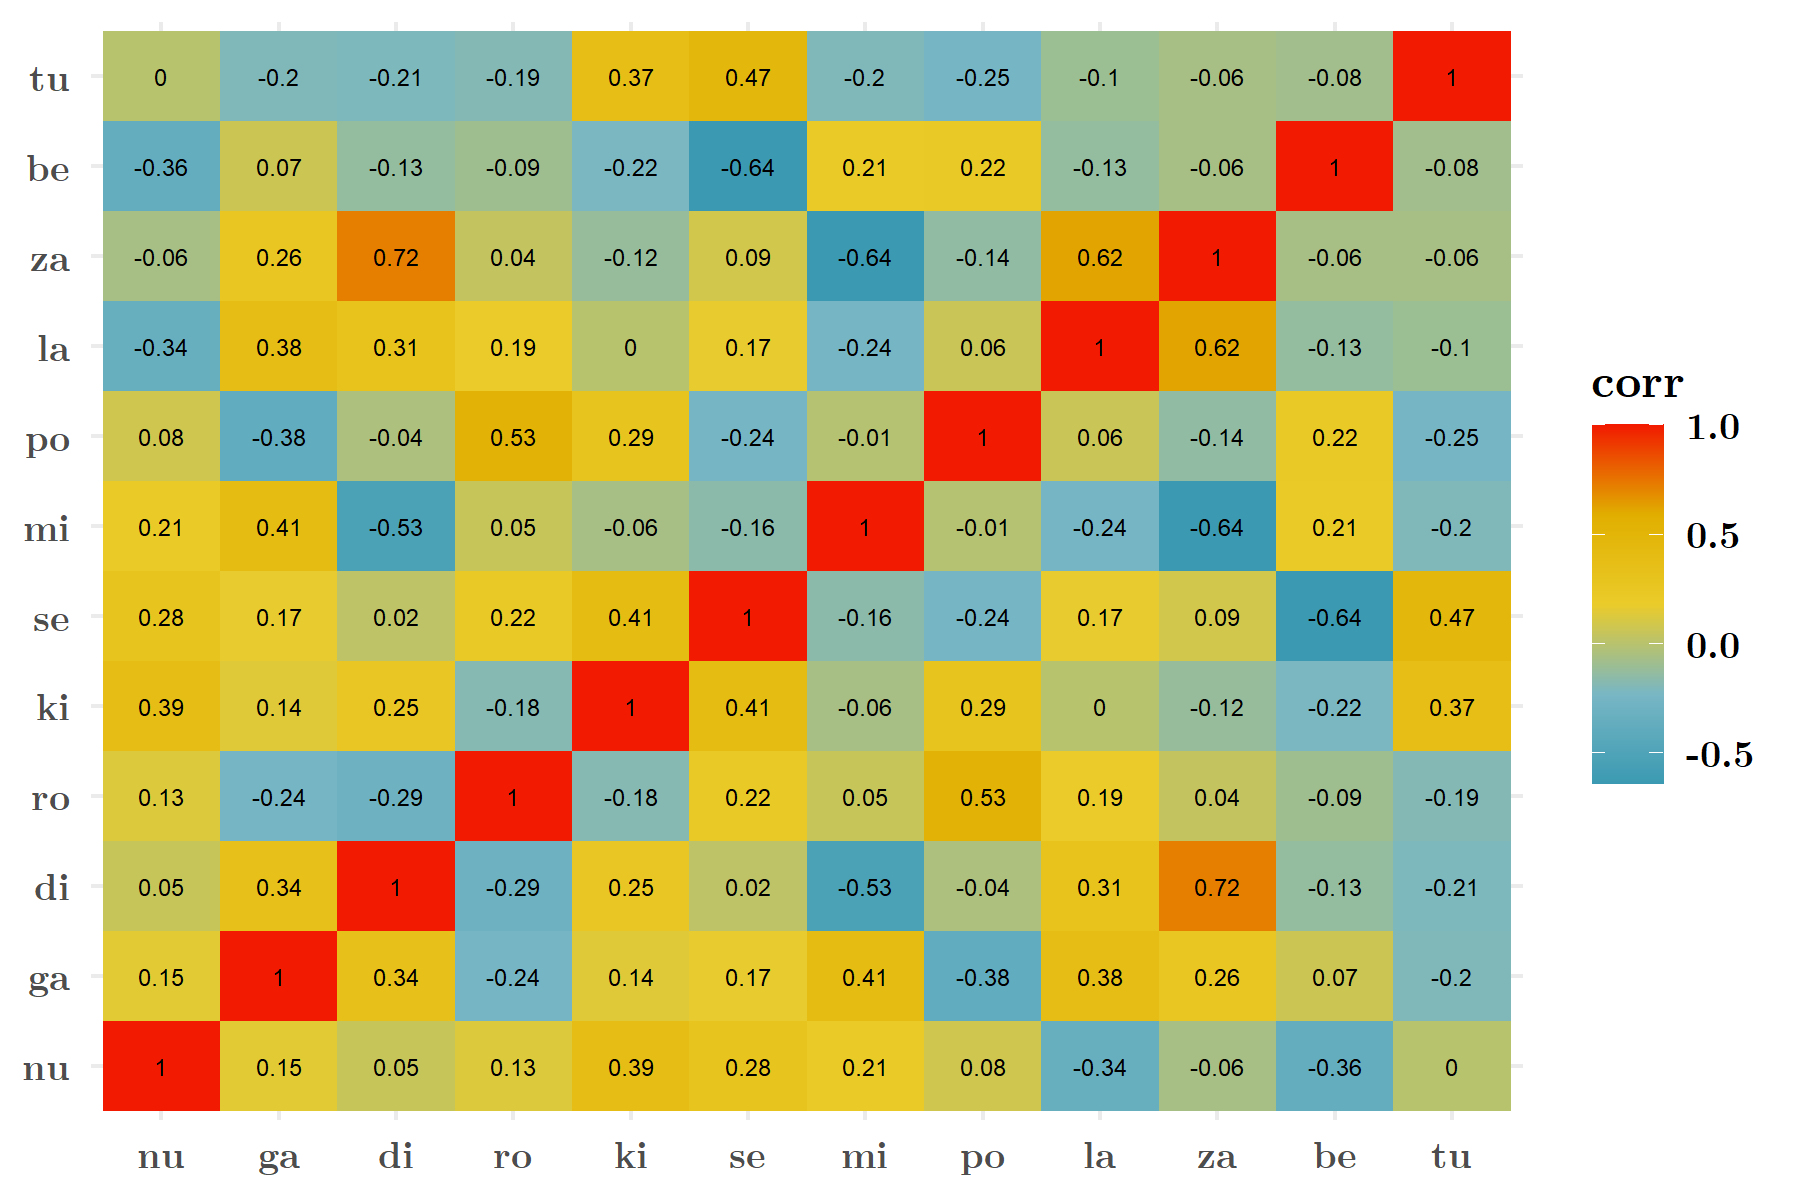 tu 0 -0.2 -0.21 -0.19 0.37 0.47 -0.2 -0.25 -0.1 -0.06 -0.08 1
be -0.36 0.07 -0.13 -0.09 -0.22 -0.64 0.21 0.22 -0.13 -0.06 1 -0.08
za -0.06 0.26 0.72 0.04 -0.12 0.09 -0.64 -0.14 0.62 1 -0.06 -0.06
la -0.34 0.38 0.31 0.19 0 0.17 -0.24 0.06 1 0.62 -0.13 -0.1
po 0.08 -0.38 -0.04 0.53 0.29 -0.24 -0.01 1 0.06 -0.14 0.22 -0.25
mi 0.21 0.41 -0.53 0.05 -0.06 -0.16 1 -0.01 -0.24 -0.64 0.21 -0.2
se 0.28 0.17 0.02 0.22 0.41 1 -0.16 -0.24 0.17 0.09 -0.64 0.47
ki 0.39 0.14 0.25 -0.18 1 0.41 -0.06 0.29 0 -0.12 -0.22 0.37
ro 0.13 -0.24 -0.29 1 -0.18 0.22 0.05 0.53 0.19 0.04 -0.09 -0.19
di 0.05 0.34 1 -0.29 0.25 0.02 -0.53 -0.04 0.31 0.72 -0.13 -0.21
ga 0.15 1 0.34 -0.24 0.14 0.17 0.41 -0.38 0.38 0.26 0.07 -0.2
nu 1 0.15 0.05 0.13 0.39 0.28 0.21 0.08 -0.34 -0.06 -0.36 0
nu ga di ro ki se mi po la za be tu
corr
1.0
0.5
0.0
-0.5